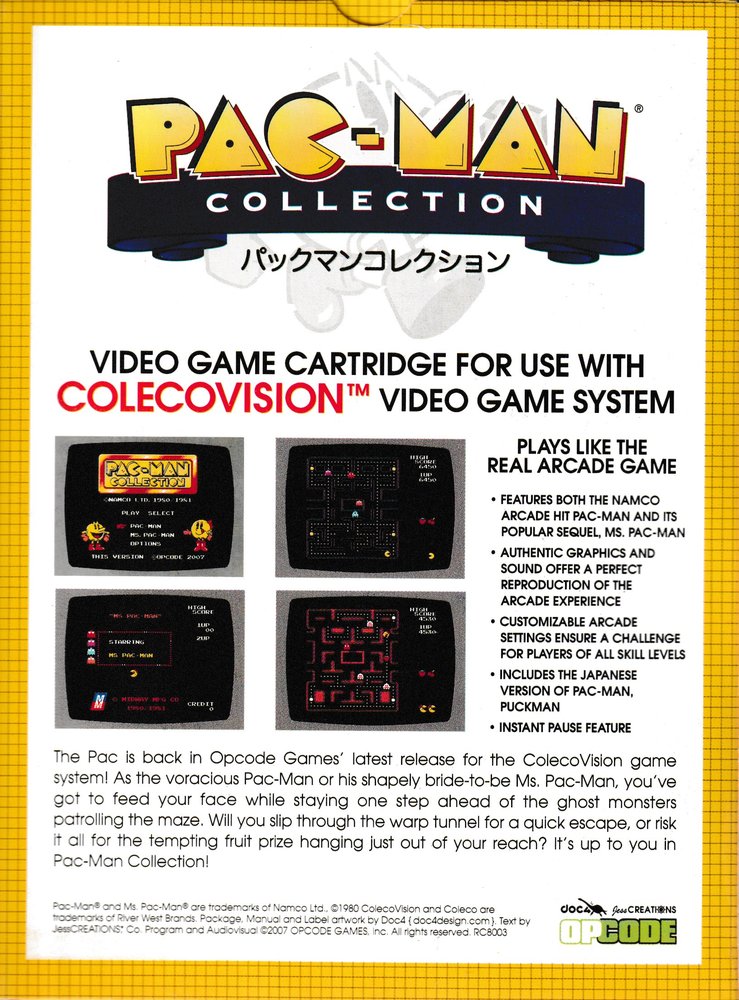 PAC-MAN®
COLLECTION
パックマンコレクション
VIDEO GAME CARTRIDGE FOR USE WITH
COLECOVISION™ VIDEO GAME SYSTEM
PAC-MAN
COLLECTION
©NAMCO LTD. 1980 1981
PLAY SELECT
PAC-MAN
MS. PAC-MAN
OPTIONS
THIS VERSION ©OPCODE 2007
HIGH
SCORE
6450
1UP
6450
"MS PAC-MAN"
HIGH
SCORE
1UP
00
2UP
STARRING
MS PAC-MAN
© MIDWAY MFG CO
1980,1981
CREDIT
0
HIGH
SCORE
4530
1UP
4530
PLAYS LIKE THE
REAL ARCADE GAME
• FEATURES BOTH THE NAMCO
ARCADE HIT PAC-MAN AND ITS
POPULAR SEQUEL, MS. PAC-MAN
• AUTHENTIC GRAPHICS AND
SOUND OFFER A PERFECT
REPRODUCTION OF THE
ARCADE EXPERIENCE
• CUSTOMIZABLE ARCADE
SETTINGS ENSURE A CHALLENGE
FOR PLAYERS OF ALL SKILL LEVELS
• INCLUDES THE JAPANESE
VERSION OF PAC-MAN,
PUCKMAN
• INSTANT PAUSE FEATURE
The Pac is back in Opcode Games' latest release for the ColecoVision game
system! As the voracious Pac-Man or his shapely bride-to-be Ms. Pac-Man, you've
got to feed your face while staying one step ahead of the ghost monsters
patrolling the maze. Will you slip through the warp tunnel for a quick escape, or risk
it all for the tempting fruit prize hanging just out of your reach? It's up to you in
Pac-Man Collection!
Pac-Man® and Ms. Pac-Man® are trademarks of Namco Ltd., ©1980 ColecoVision and Coleco are
trademarks of River West Brands. Package, Manual and Label artwork by Doc4 { doc4design.com }. Text by
JessCREATIONS*. Co. Program and Audiovisual ©2007 OPCODE GAMES, Inc. All rights reserved. RC8003
doc4 JessCREATIONS
OPCODE